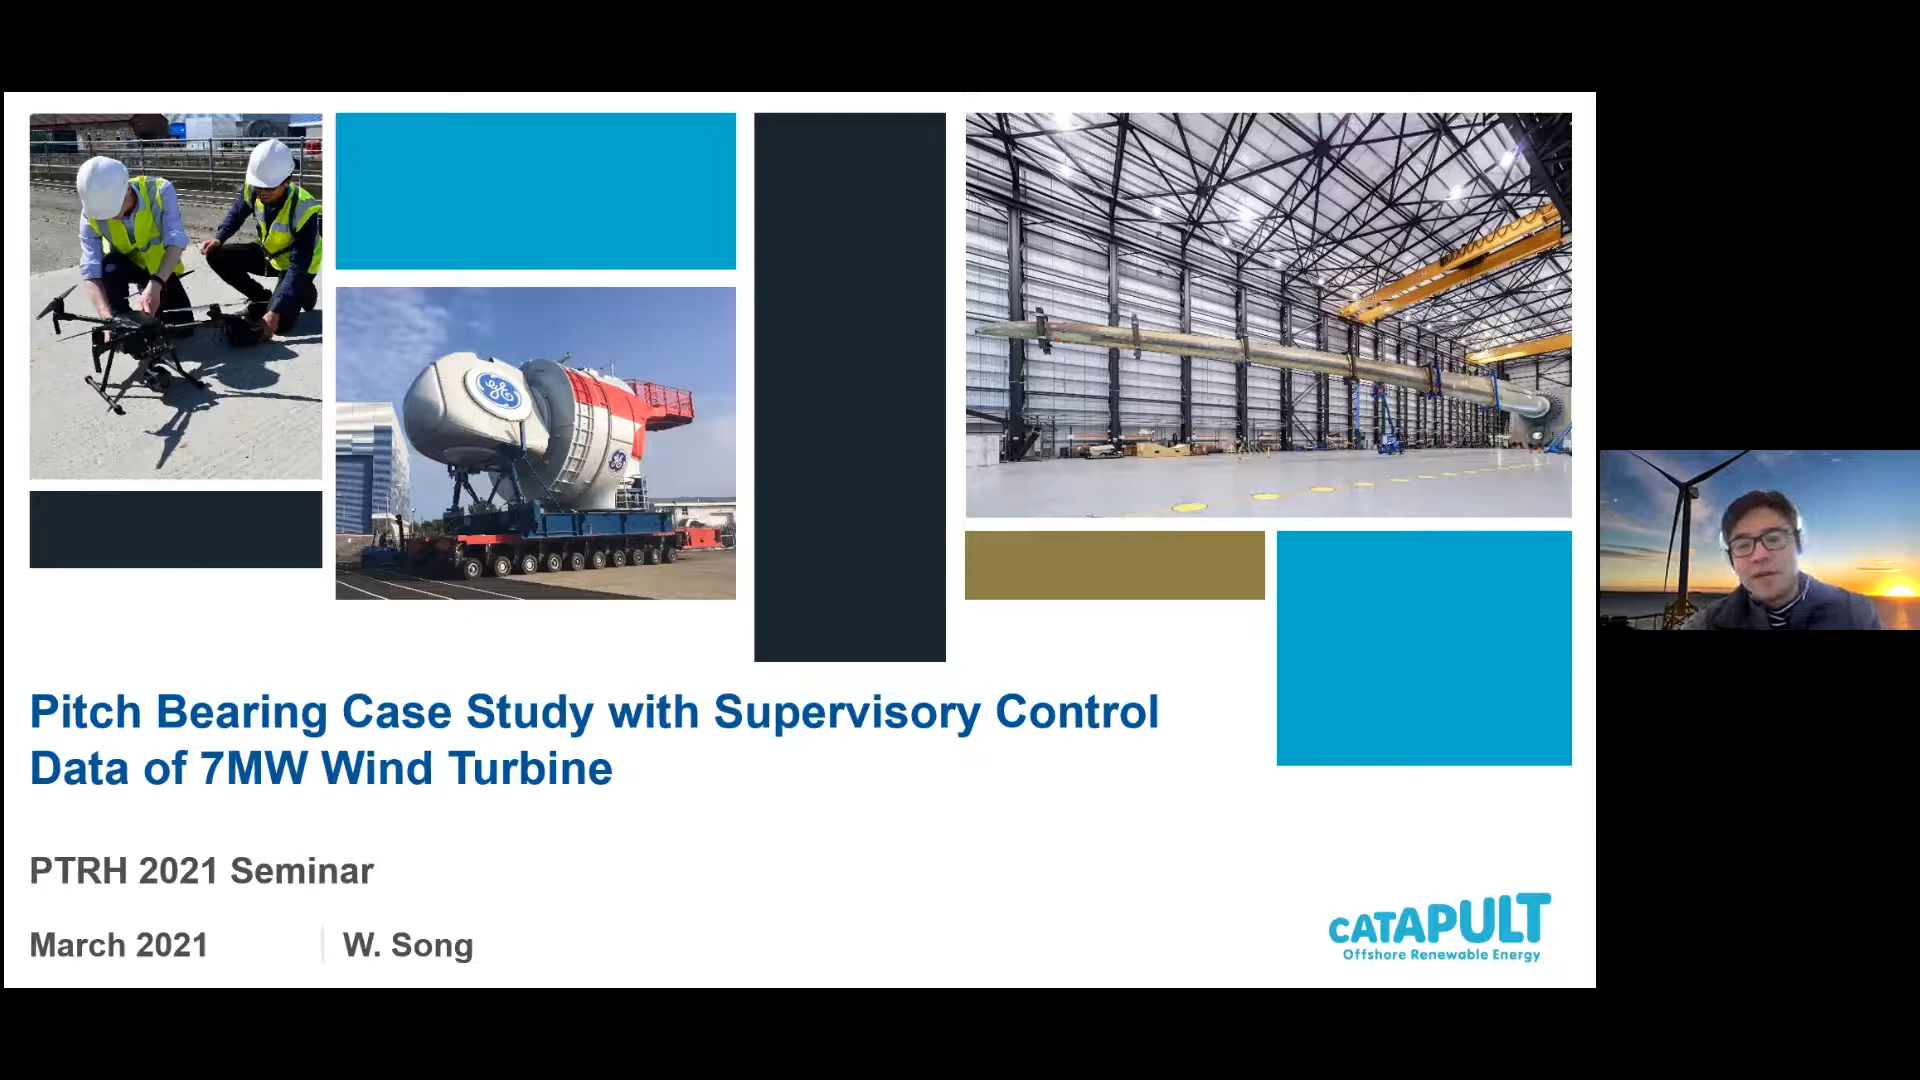 Pitch Bearing Case Study with Supervisory Control
Data of 7MW Wind Turbine
PTRH 2021 Seminar
March 2021
W. Song
CATAPULT
Offshore Renewable Energy